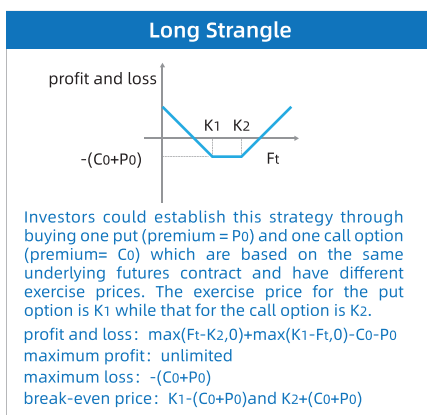 Long Strangle
profit and loss
K1 K2
-(C0+P0)
Ft
Investors could establish this strategy through
buying one put (premium = P0) and one call option
(premium= C0) which are based on the same
underlying futures contract and have different
exercise prices. The exercise price for the put
option is K1 while that for the call option is K2.
profit and loss: max(Ft-K2,0)+max(K1-Ft,0)-C0-P0
maximum profit: unlimited
maximum loss: -(C0+P0)
break-even price: K1-(C0+P0)and K2+(C0+P0)